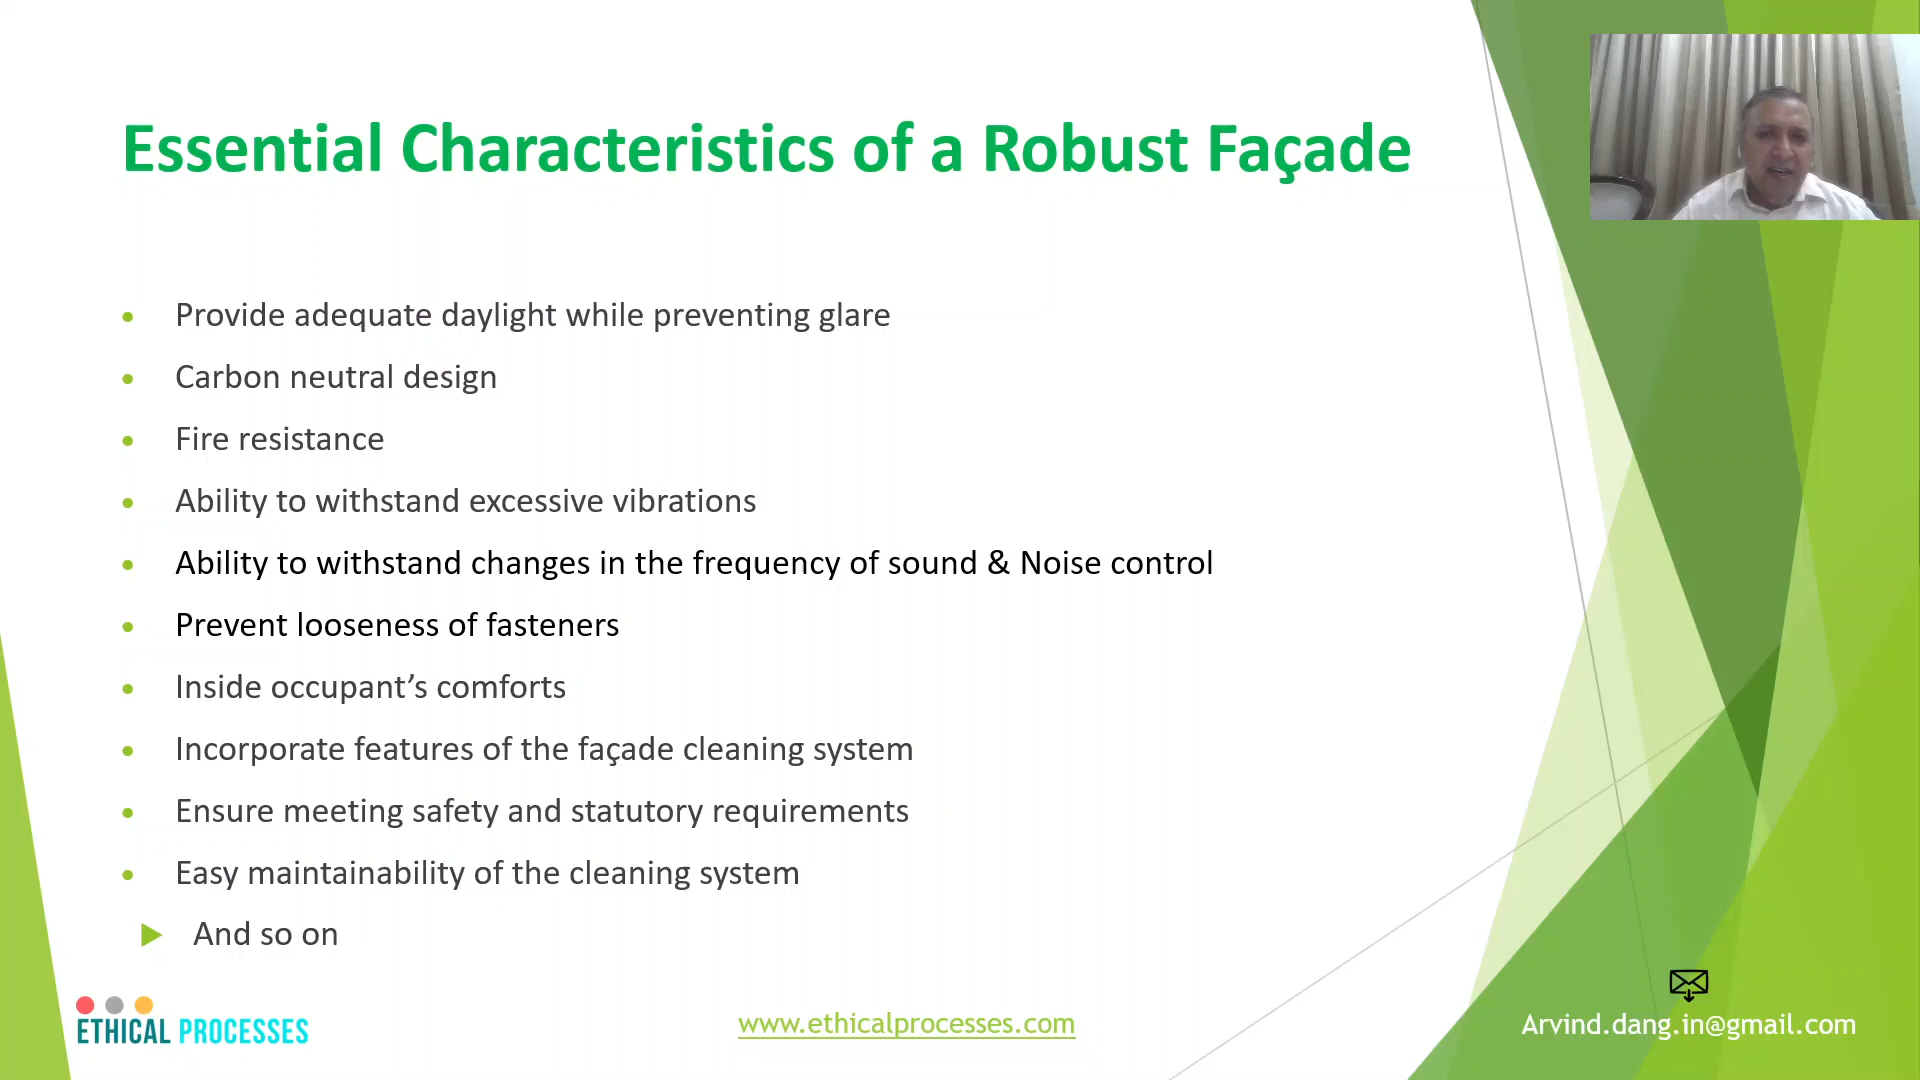 Essential Characteristics of a Robust Façade
Provide adequate daylight while preventing glare
Carbon neutral design
Fire resistance
Ability to withstand excessive vibrations
Ability to withstand changes in the frequency of sound & Noise control
Prevent looseness of fasteners
Inside occupant’s comforts
Incorporate features of the façade cleaning system
Ensure meeting safety and statutory requirements
Easy maintainability of the cleaning system
And so on
ETHICAL PROCESSES
www.ethicalprocesses.com
Arvind.dang.in@gmail.com